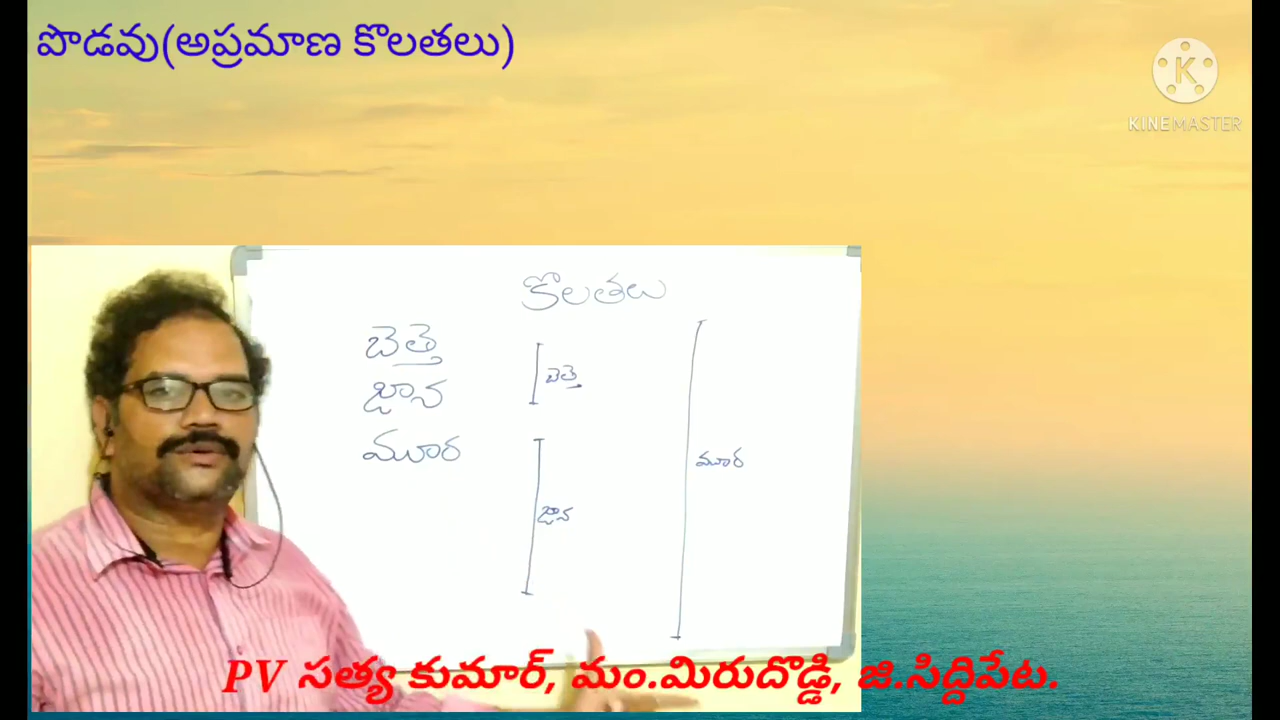 పొడవు(అప్రమాణ కొలతలు)
KINEMASTER
కొలతలు
బెత్తె
జాన
మూర
బెత్తె
జాన
మూర
PV సత్య కుమార్, మం.మిరుదొడ్డి, జి.సిద్దిపేట.